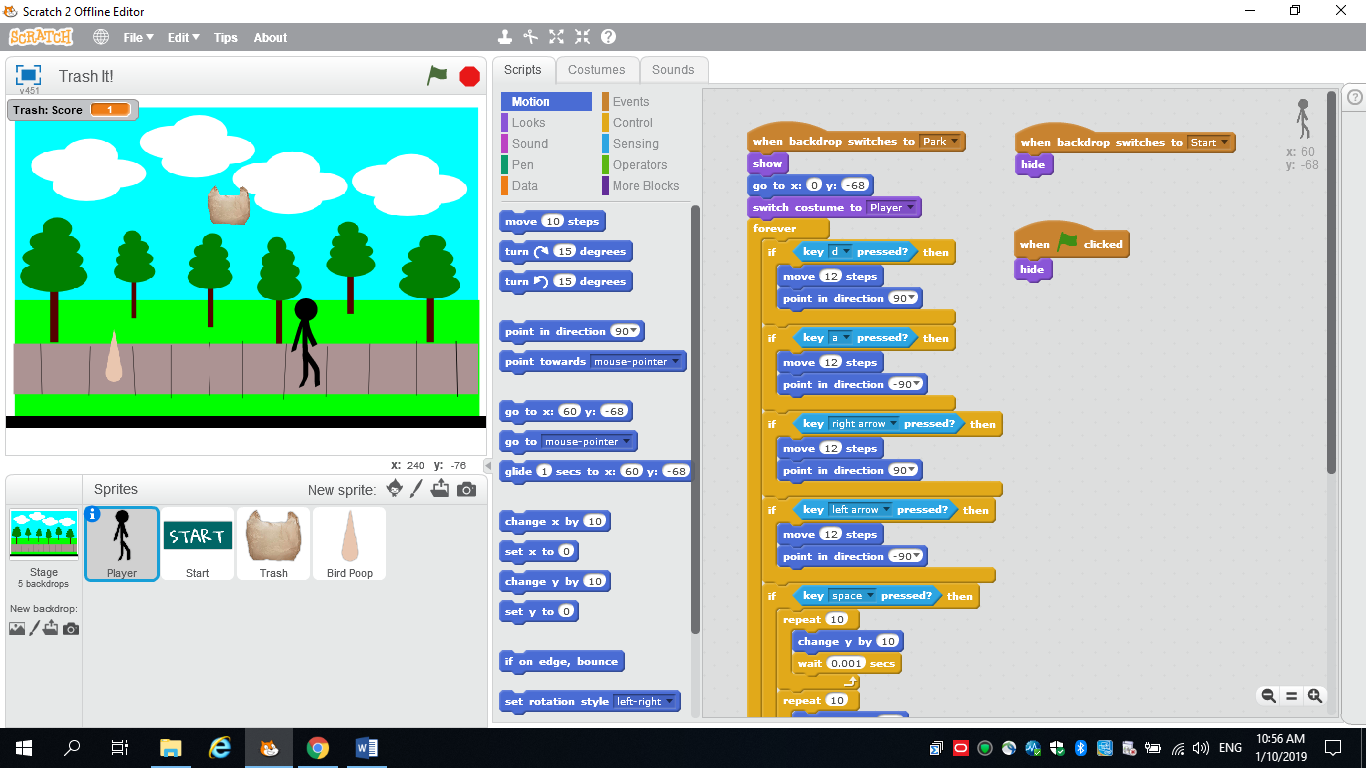 Scratch 2 Offline Editor
SCRATCH File Edit Tips About
v451
Trash It!
Trash: Score 1
x: 240 y: -76
Sprites New sprite:
Stage
5 backdrops
New backdrop:
Player
START
Start
Trash
Bird Poop
Scripts Costumes Sounds
Motion Events
Looks Control
Sound Sensing
Pen Operators
Data More Blocks
move 10 steps
turn 15 degrees
turn 15 degrees
point in direction 90
point towards mouse-pointer
go to x: 60 y: -68
go to mouse-pointer
glide 1 secs to x: 60 y: -68
change x by 10
set x to 0
change y by 10
set y to 0
if on edge, bounce
set rotation style left-right
when backdrop switches to Park
show
go to x: 0 y: -68
switch costume to Player
forever
if key d pressed? then
move 12 steps
point in direction 90
if key a pressed? then
move 12 steps
point in direction -90
if key right arrow pressed? then
move 12 steps
point in direction 90
if key left arrow pressed? then
move 12 steps
point in direction -90
if key space pressed? then
repeat 10
change y by 10
wait 0.001 secs
repeat 10
when backdrop switches to Start
hide
when clicked
hide
x: 60
y: -68
ENG
10:56 AM
1/10/2019